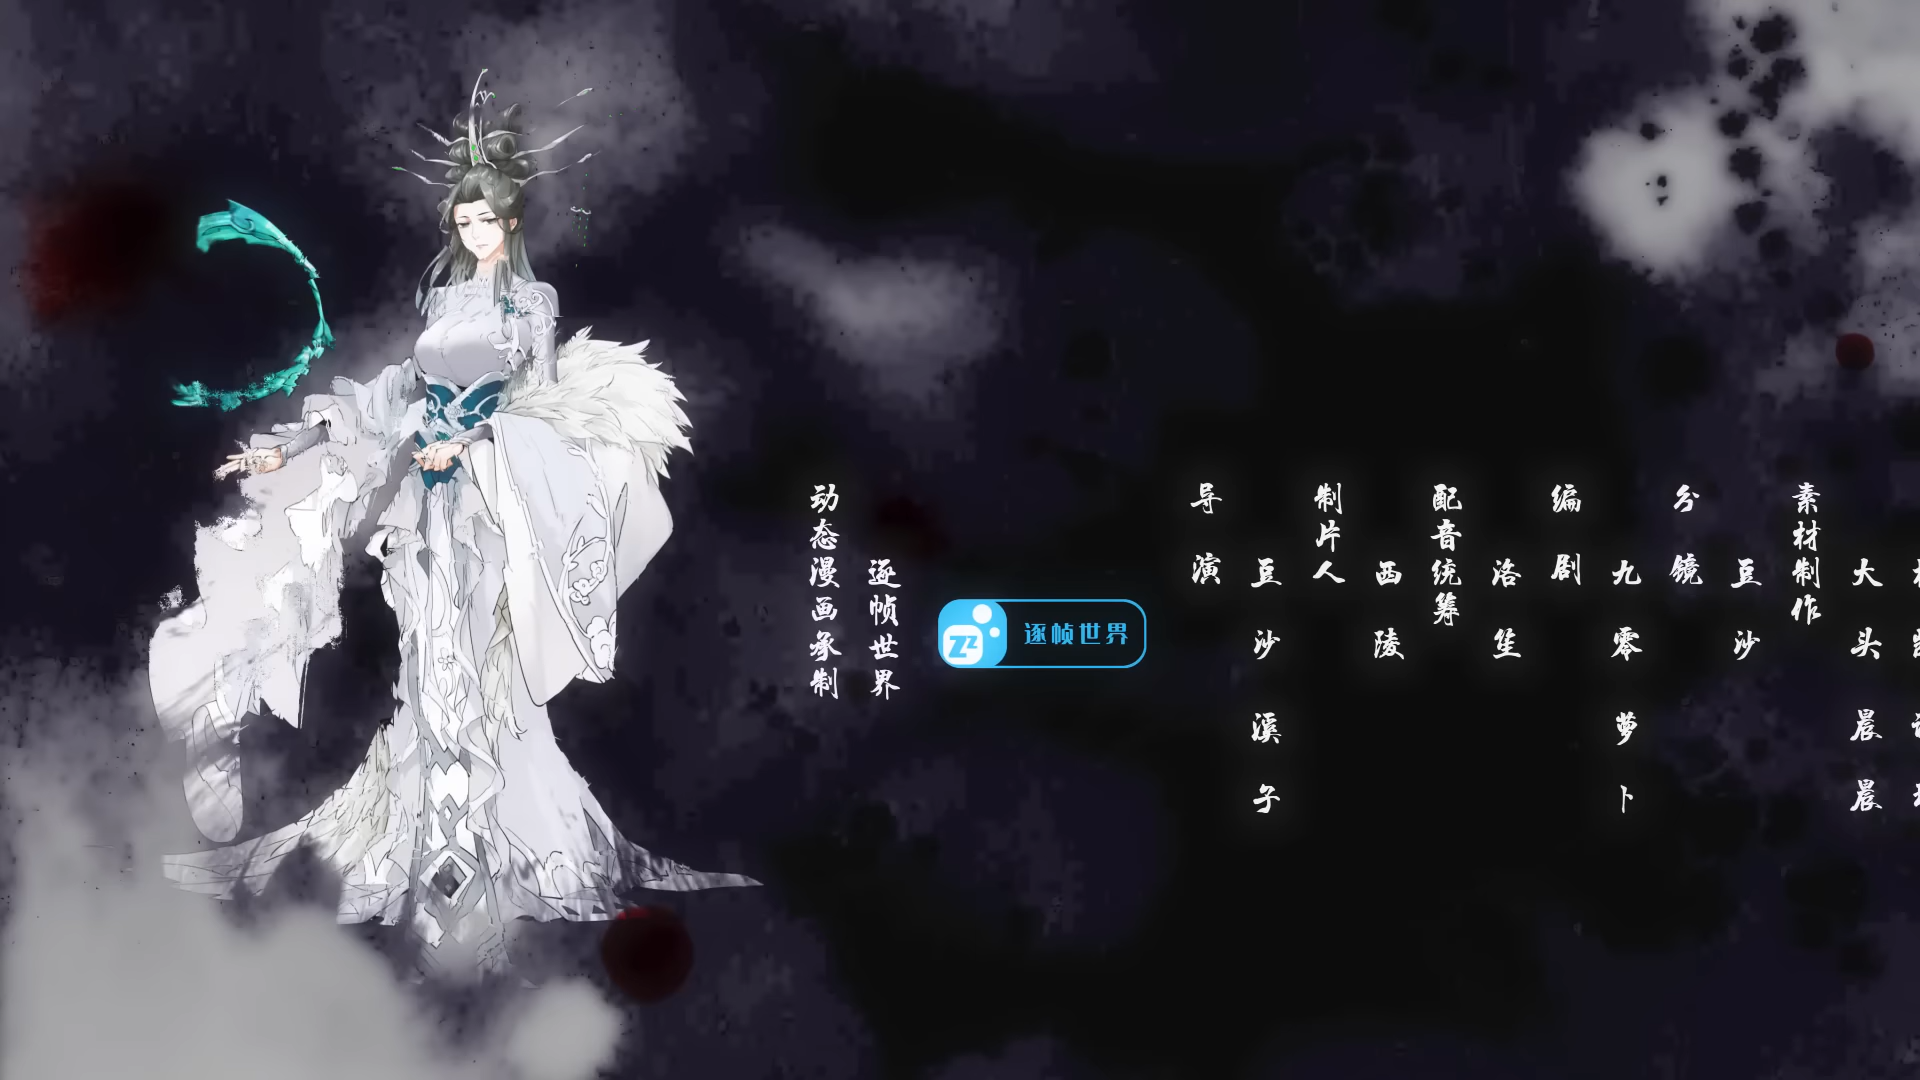 动态漫画承制
逐帧世界
zz
逐帧世界
导演
豆沙
溪子
制片人
西陵
配音统筹
洛笙
编剧
九零
萝卜
分镜
豆沙
素材制作
大头
晨晨